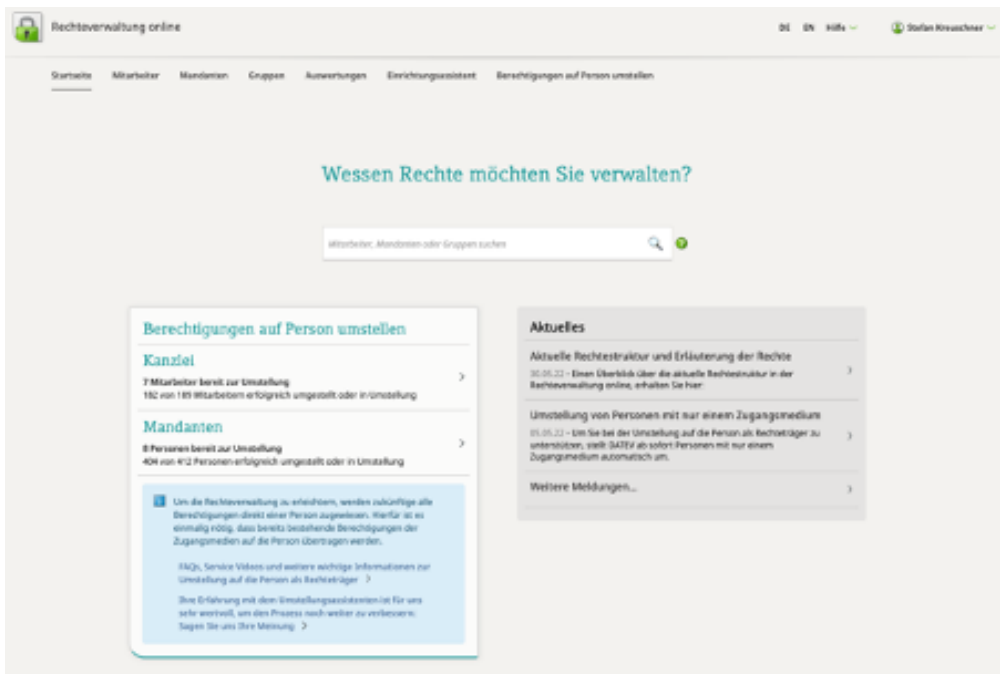 Rechteverwaltung online
DE EN Hilfe
Stefan Kreuschner
Startseite Mitarbeiter Mandanten Gruppen Auswertungen Einrichtungsassistent Berechtigungen auf Person umstellen
Wessen Rechte möchten Sie verwalten?
Mitarbeiter, Mandanten oder Gruppen suchen
Berechtigungen auf Person umstellen
Kanzlei
7 Mitarbeiter bereit zur Umstellung
182 von 189 Mitarbeitern erfolgreich umgestellt oder in Umstellung
Mandanten
8 Personen bereit zur Umstellung
404 von 412 Personen erfolgreich umgestellt oder in Umstellung
Um die Rechteverwaltung zu erleichtern, werden zukünftige alle
Berechtigungen direkt einer Person zugewiesen. Hierfür ist es
einmalig nötig, dass bereits bestehende Berechtigungen der
Zugangsmedien auf die Person übertragen werden.
FAQs, Service Videos und weitere wichtige Informationen zur
Umstellung auf die Person als Rechteträger
Ihre Erfahrung mit dem Umstellungsassistenten ist für uns
sehr wertvoll, um den Prozess noch weiter zu verbessern.
Sagen Sie uns Ihre Meinung
Aktuelles
Aktuelle Rechtestruktur und Erläuterung der Rechte
30.05.22 - Einen Überblick über die aktuelle Rechtestruktur in der
Rechteverwaltung online, erhalten Sie hier:
Umstellung von Personen mit nur einem Zugangsmedium
05.05.22 - Um Sie bei der Umstellung auf die Person als Rechteträger zu
unterstützen, stellt DATEV ab sofort Personen mit nur einem
Zugangsmedium automatisch um.
Weitere Meldungen...